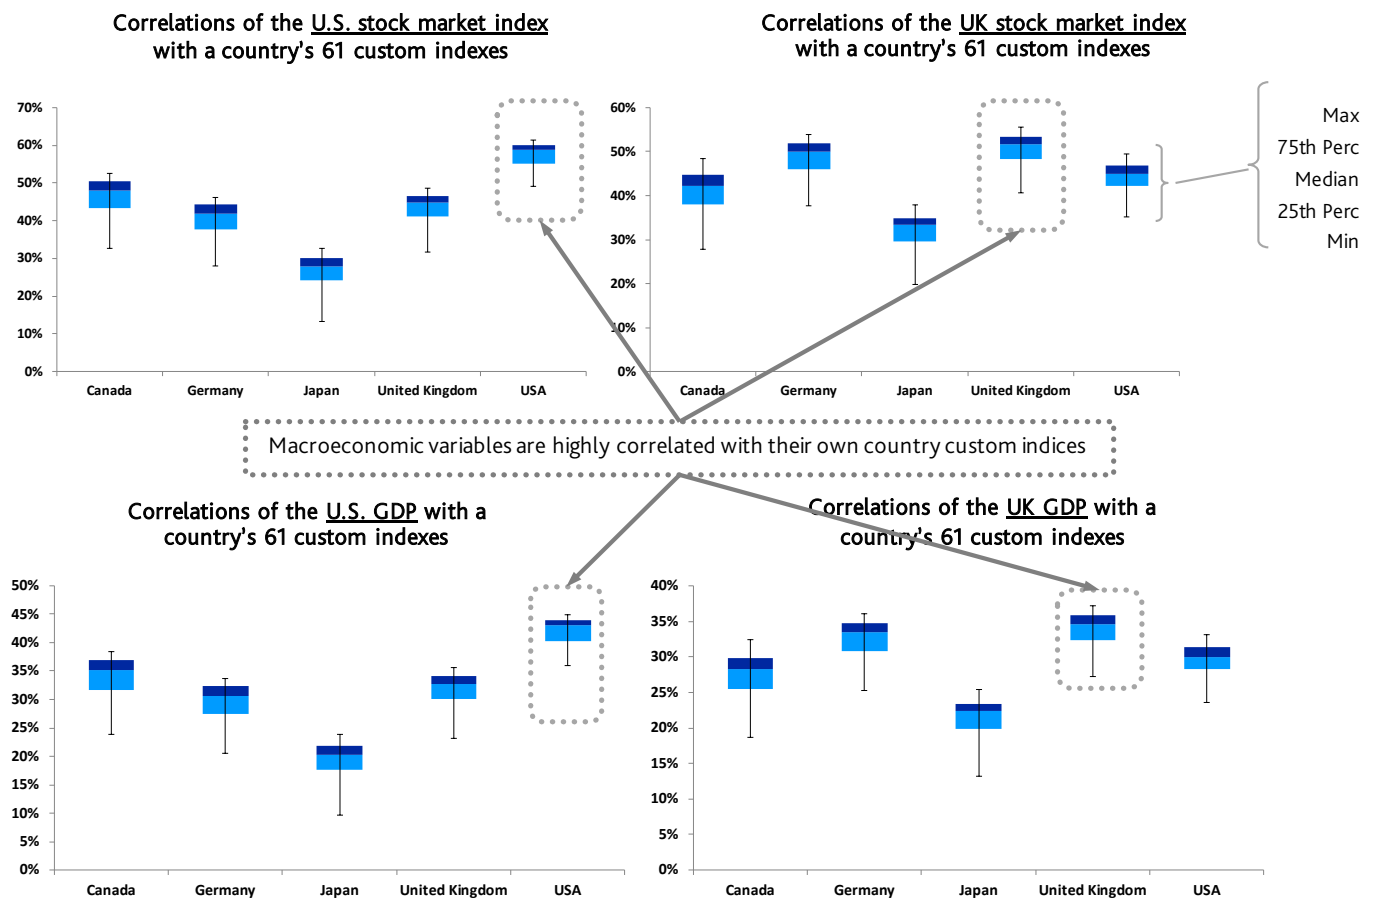 Correlations of the U.S. stock market index
with a country's 61 custom indexes
70%
60%
50%
40%
30%
20%
10%
0%
Canada
Germany
Japan
United Kingdom
USA
Correlations of the UK stock market index
with a country's 61 custom indexes
60%
50%
40%
30%
20%
10%
0%
Canada
Germany
Japan
United Kingdom
USA
Max
75th Perc
Median
25th Perc
Min
Macroeconomic variables are highly correlated with their own country custom indices
Correlations of the U.S. GDP with a
country's 61 custom indexes
50%
45%
40%
35%
30%
25%
20%
15%
10%
5%
0%
Canada
Germany
Japan
United Kingdom
USA
Correlations of the UK GDP with a
country's 61 custom indexes
40%
35%
30%
25%
20%
15%
10%
5%
0%
Canada
Germany
Japan
United Kingdom
USA